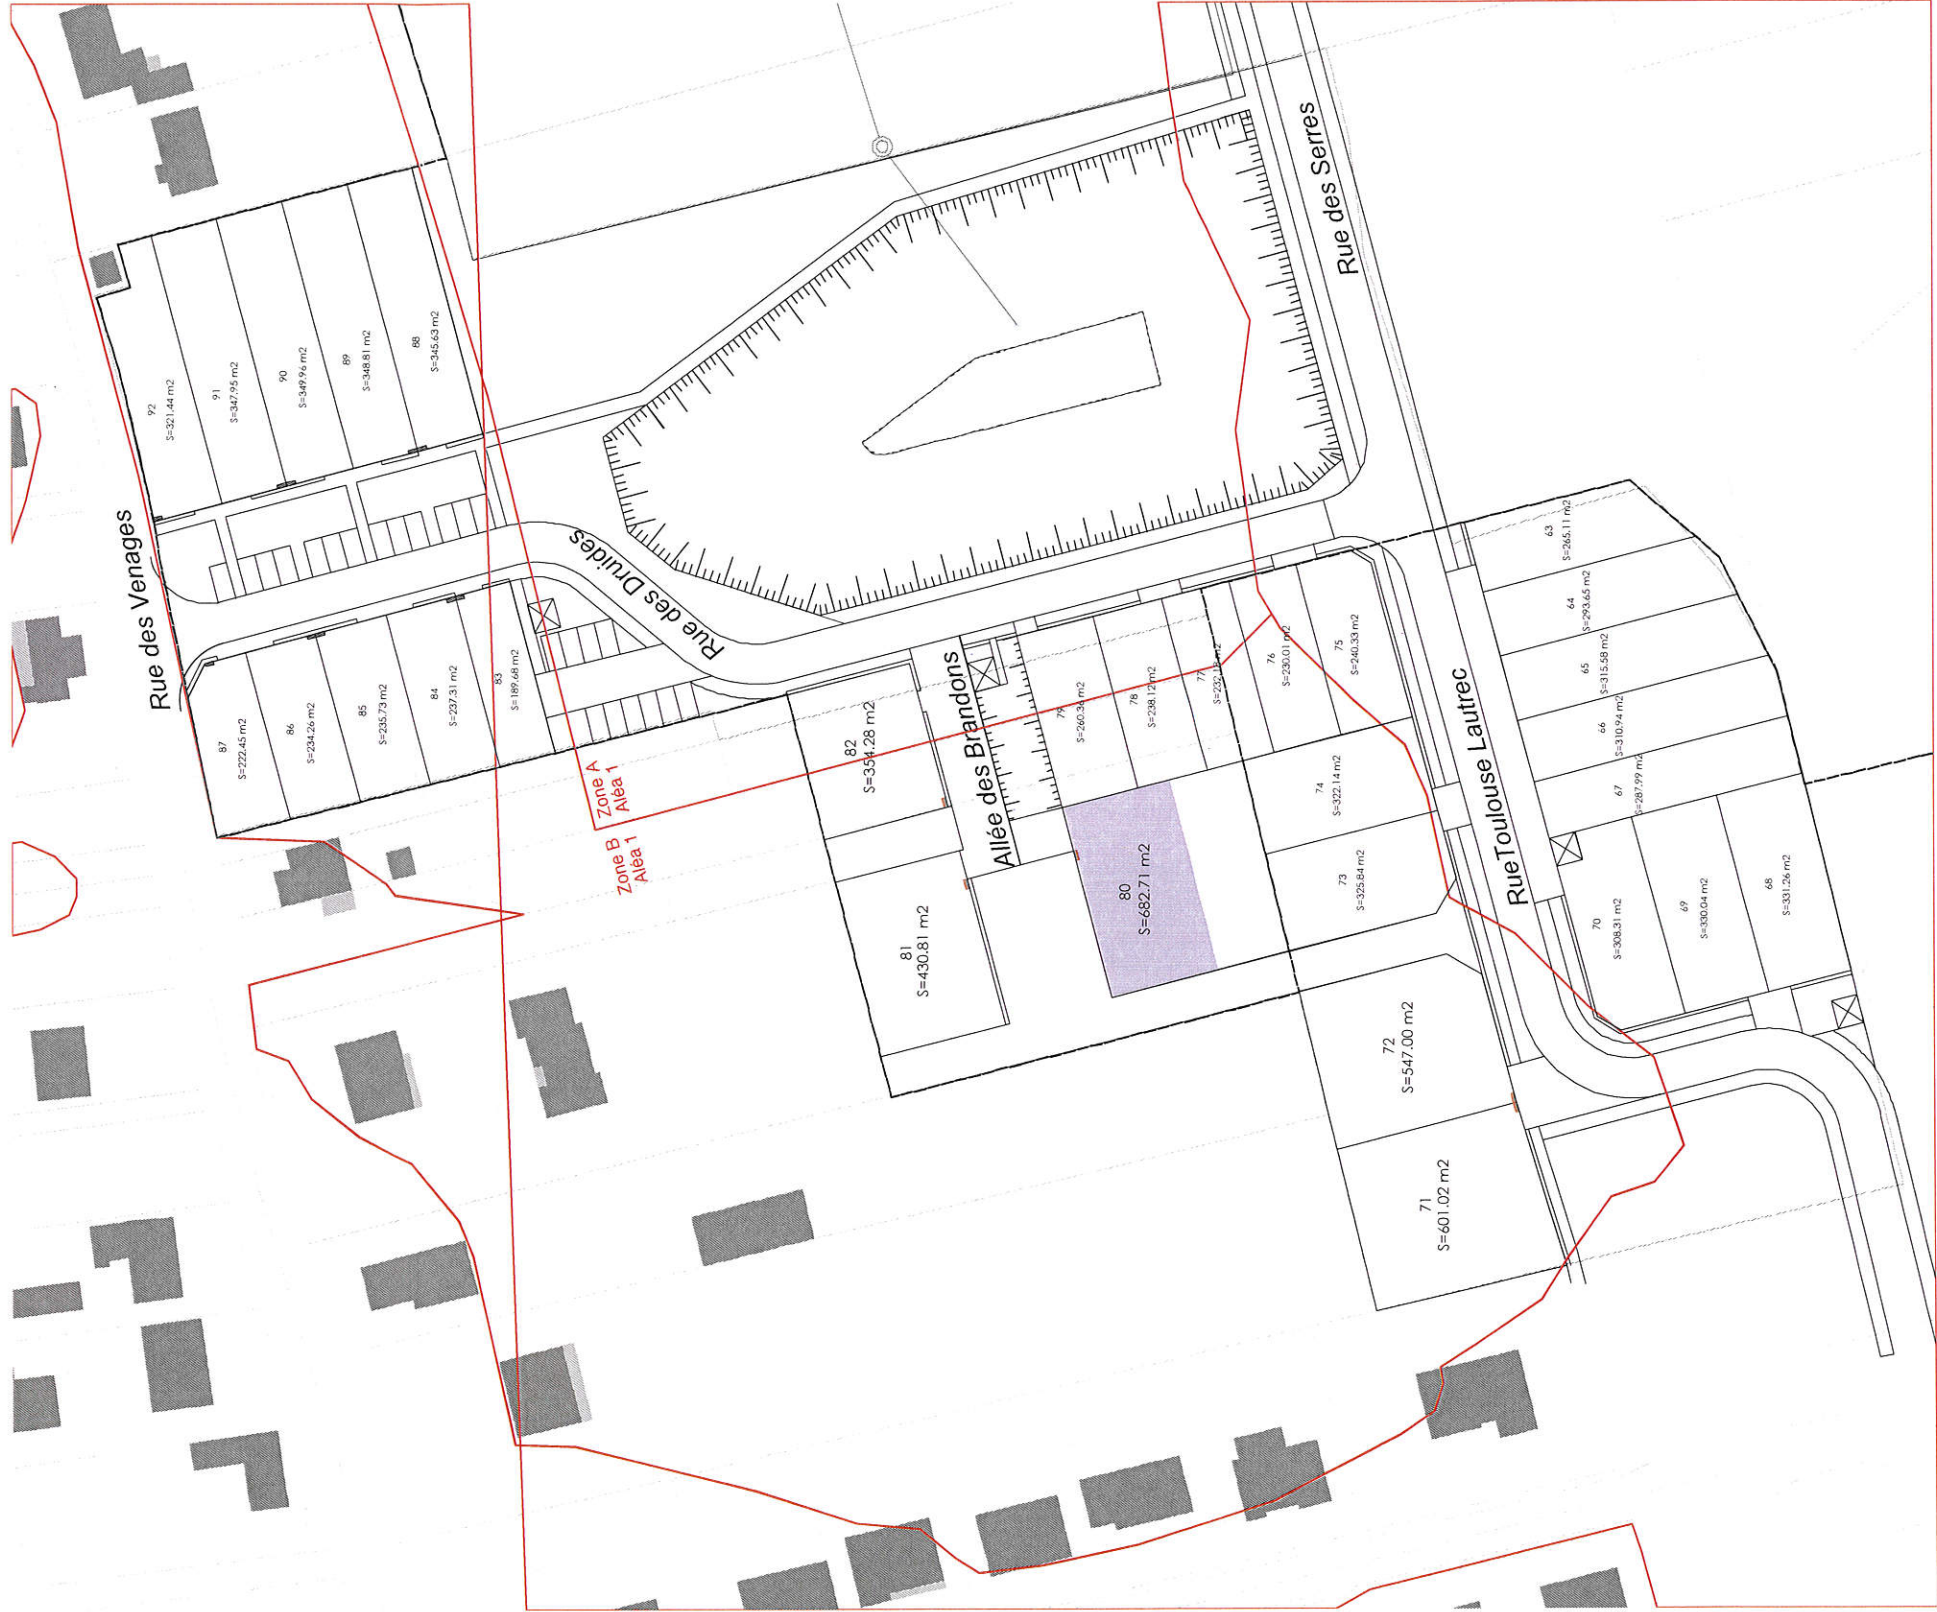 Rue des Venages
92
S=321.44 m2
91
S=347.95 m2
90
S=349.96 m2
89
S=348.81 m2
88
S=345.63 m2
87
S=222.45 m2
86
S=234.26 m2
85
S=235.73 m2
84
S=237.31 m2
83
S=189.68 m2
Rue des Druides
Zone A
Aléa 1
Zone B
Aléa 1
82
S=354.28 m2
81
S=430.81 m2
Allée des Brandons
80
S=682.71 m2
79
S=260.36 m2
78
S=238.12 m2
77
76
S=230.01 m2
75
S=240.33 m2
74
S=322.14 m2
73
S=325.84 m2
72
S=547.00 m2
71
S=601.02 m2
Rue des Serres
Rue Toulouse Lautrec
63
S=265.11 m2
64
S=293.65 m2
65
S=315.58 m2
66
S=310.94 m2
67
S=287.99 m2
70
S=308.31 m2
69
S=330.04 m2
68
S=331.26 m2